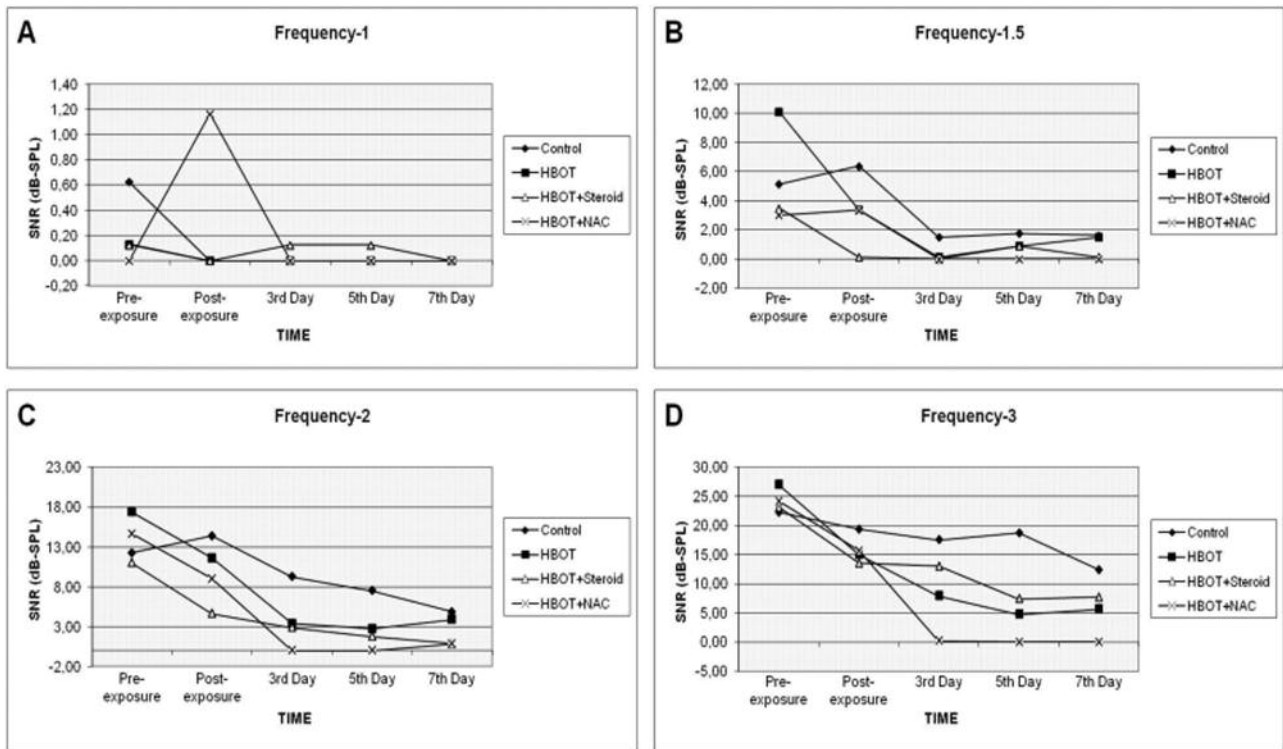 A
Frequency-1
SNR (dB-SPL)
1,40
1,20
1,00
0,80
0,60
0,40
0,20
0,00
-0,20
Pre-exposure
Post-exposure
3rd Day
5th Day
7th Day
TIME
Control
HBOT
HBOT+Steroid
HBOT+NAC
B
Frequency-1.5
SNR (dB-SPL)
12,00
10,00
8,00
6,00
4,00
2,00
0,00
-2,00
Pre-exposure
Post-exposure
3rd Day
5th Day
7th Day
TIME
Control
HBOT
HBOT+Steroid
HBOT+NAC
C
Frequency-2
SNR (dB-SPL)
23,00
18,00
13,00
8,00
3,00
-2,00
Pre-exposure
Post-exposure
3rd Day
5th Day
7th Day
TIME
Control
HBOT
HBOT+Steroid
HBOT+NAC
D
Frequency-3
SNR (dB-SPL)
30,00
25,00
20,00
15,00
10,00
5,00
0,00
-5,00
Pre-exposure
Post-exposure
3rd Day
5th Day
7th Day
TIME
Control
HBOT
HBOT+Steroid
HBOT+NAC